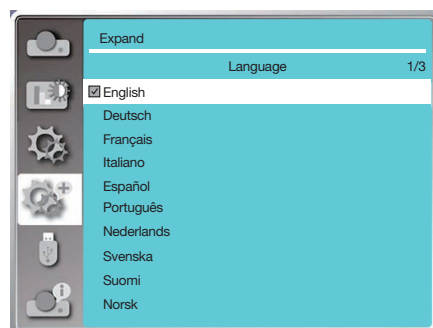 Expand
Language 1/3
English
Deutsch
Français
Italiano
Español
Português
Nederlands
Svenska
Suomi
Norsk